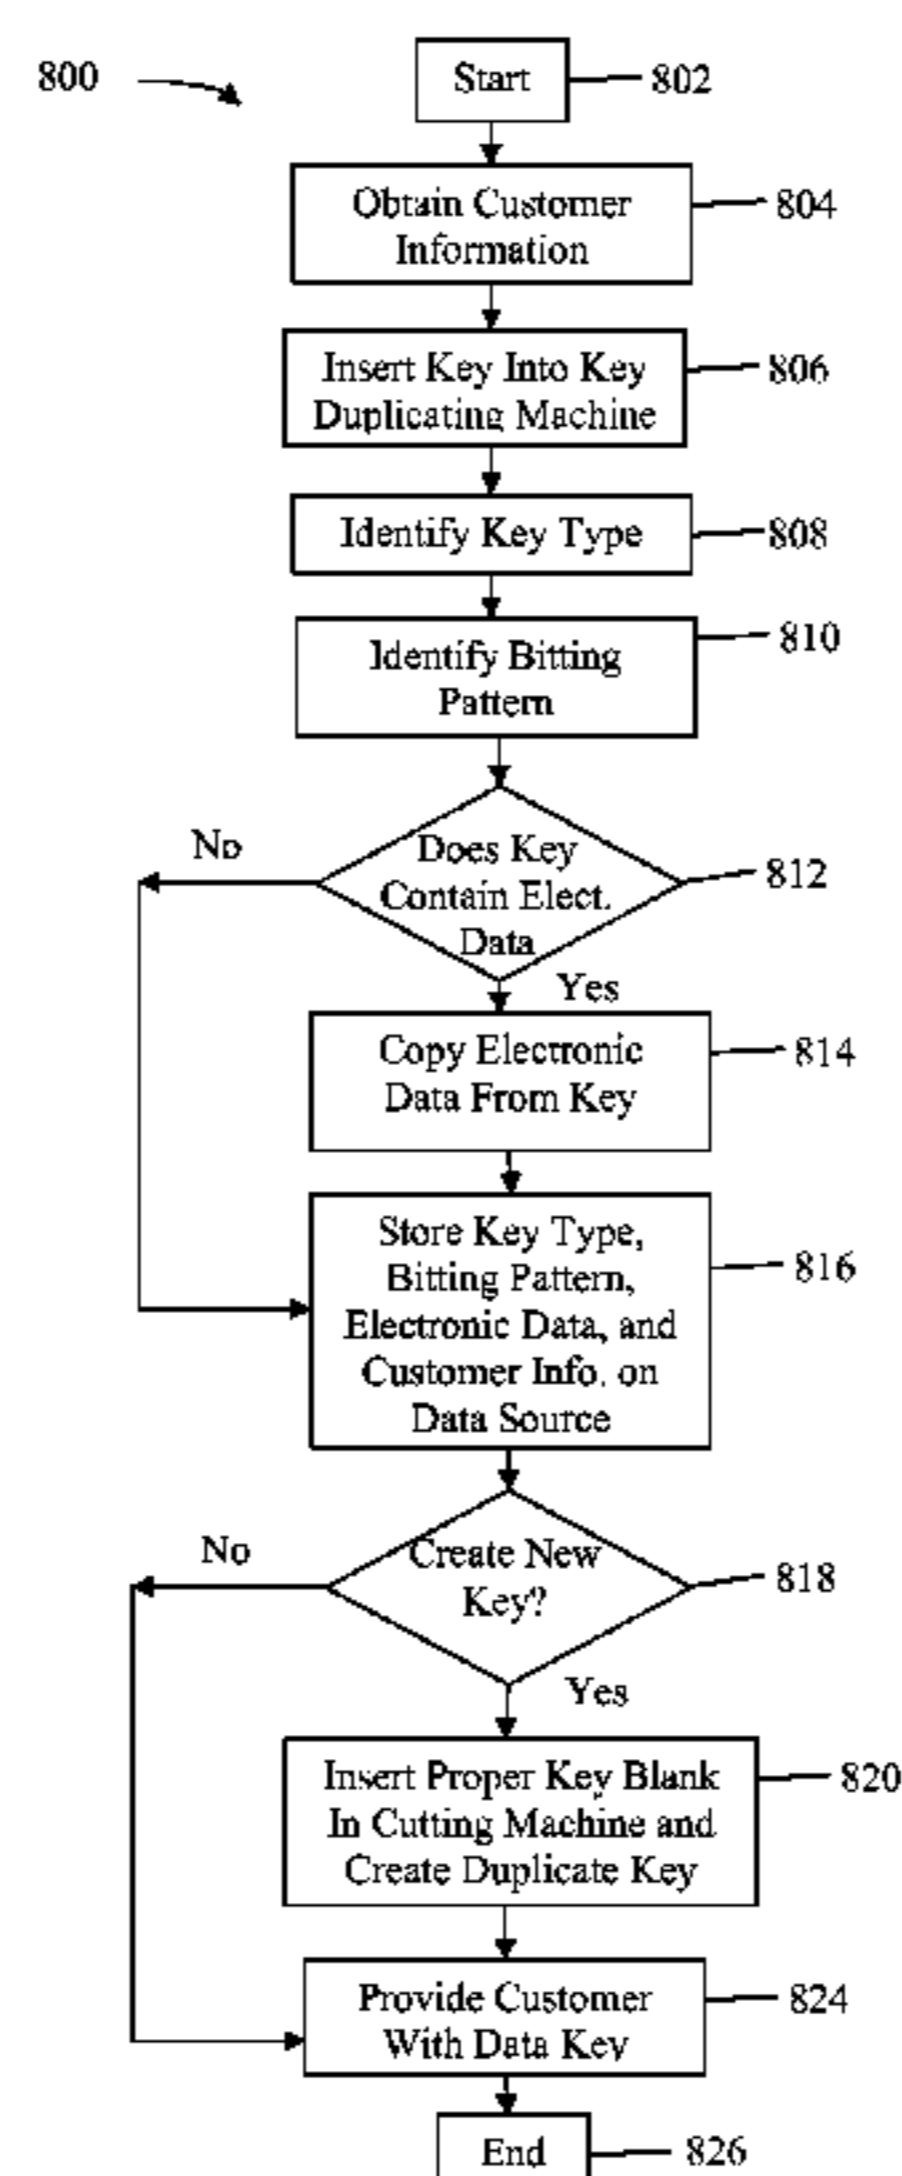 800
Start
802
Obtain Customer
Information
804
Insert Key Into Key
Duplicating Machine
806
Identify Key Type
808
Identify Bitting
Pattern
810
No
Does Key
Contain Elect.
Data
812
Yes
Copy Electronic
Data From Key
814
Store Key Type,
Bitting Pattern,
Electronic Data, and
Customer Info. on
Data Source
816
No
Create New
Key?
818
Yes
Insert Proper Key Blank
In Cutting Machine and
Create Duplicate Key
820
Provide Customer
With Data Key
824
End
826